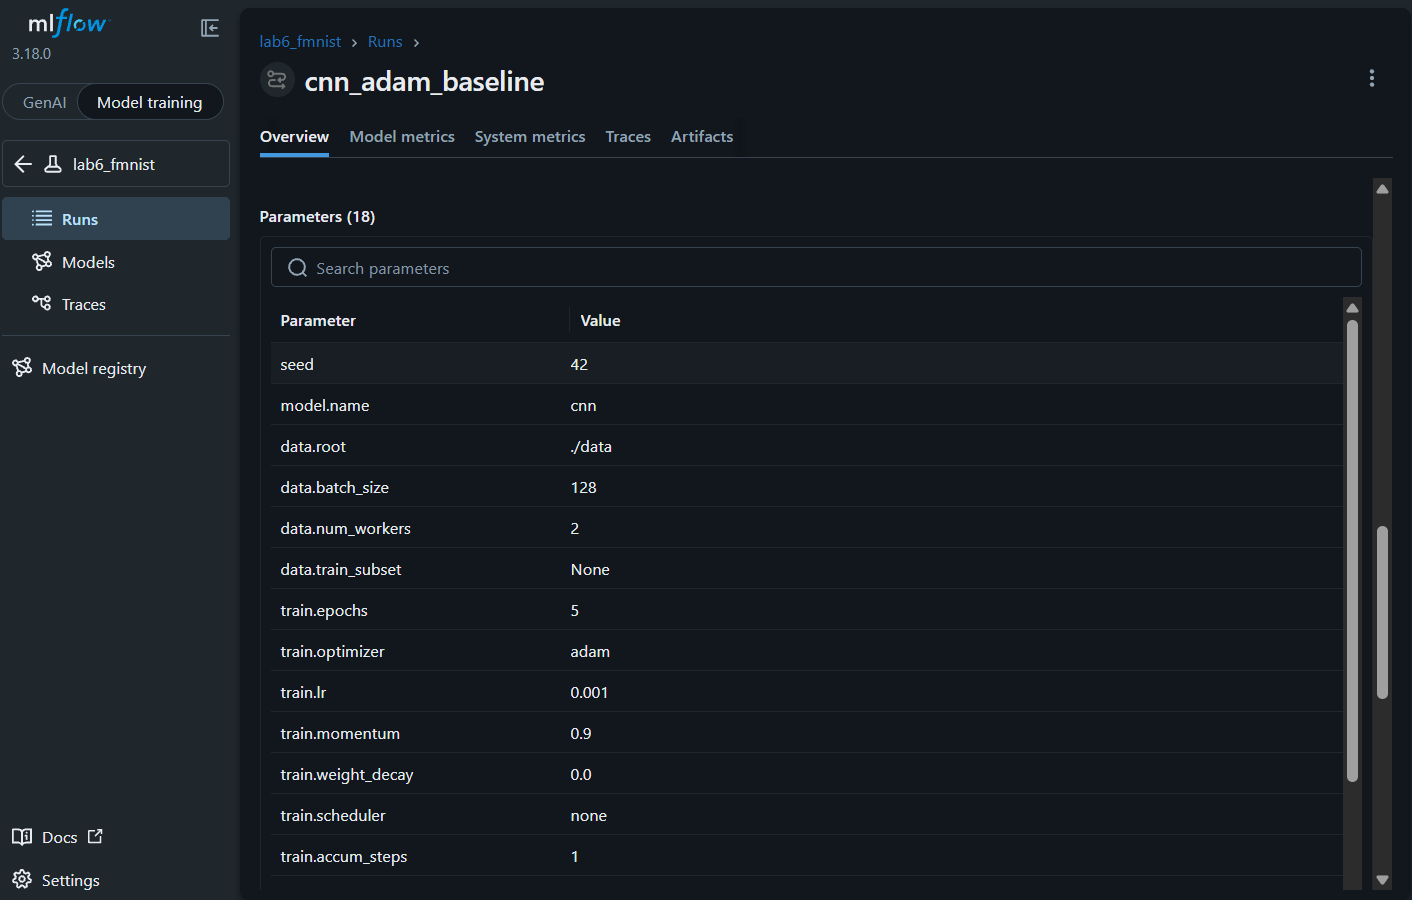 mlflow
3.18.0
GenAI Model training
lab6_fmnist
Runs
Models
Traces
Model registry
Docs
Settings
lab6_fmnist › Runs ›
cnn_adam_baseline
Overview Model metrics System metrics Traces Artifacts
Parameters (18)
Search parameters
Parameter Value
seed 42
model.name cnn
data.root ./data
data.batch_size 128
data.num_workers 2
data.train_subset None
train.epochs 5
train.optimizer adam
train.lr 0.001
train.momentum 0.9
train.weight_decay 0.0
train.scheduler none
train.accum_steps 1